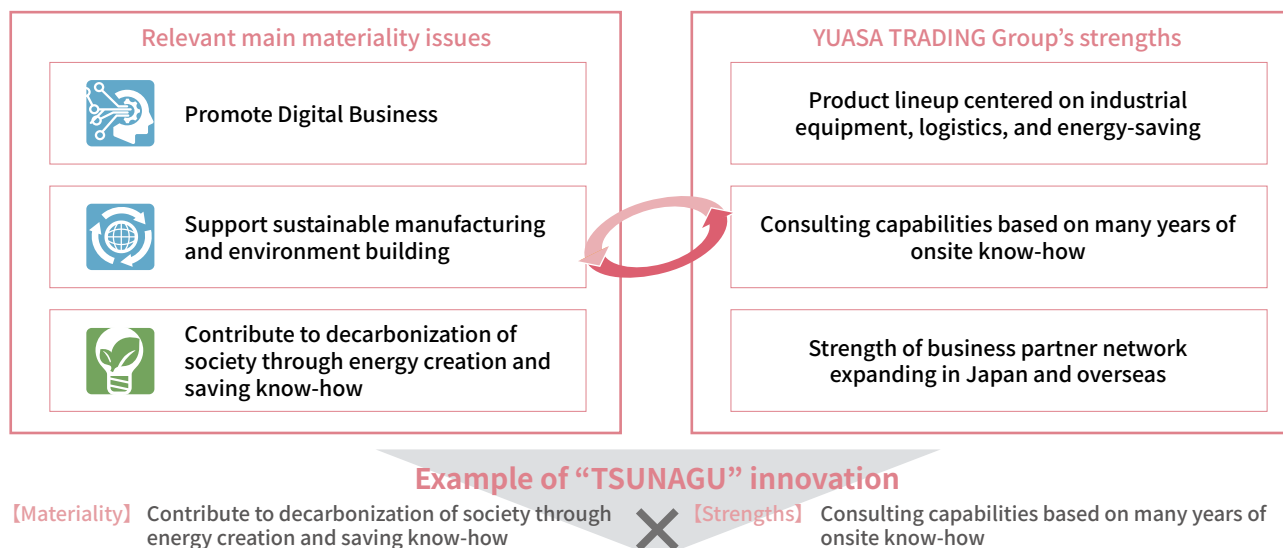 Relevant main materiality issues
Promote Digital Business
Support sustainable manufacturing
and environment building
Contribute to decarbonization of
society through energy creation and
saving know-how
YUASA TRADING Group’s strengths
Product lineup centered on industrial
equipment, logistics, and energy-saving
Consulting capabilities based on many years of
onsite know-how
Strength of business partner network
expanding in Japan and overseas
Example of “TSUNAGU” innovation
【Materiality】 Contribute to decarbonization of society through
energy creation and saving know-how
【Strengths】 Consulting capabilities based on many years of
onsite know-how